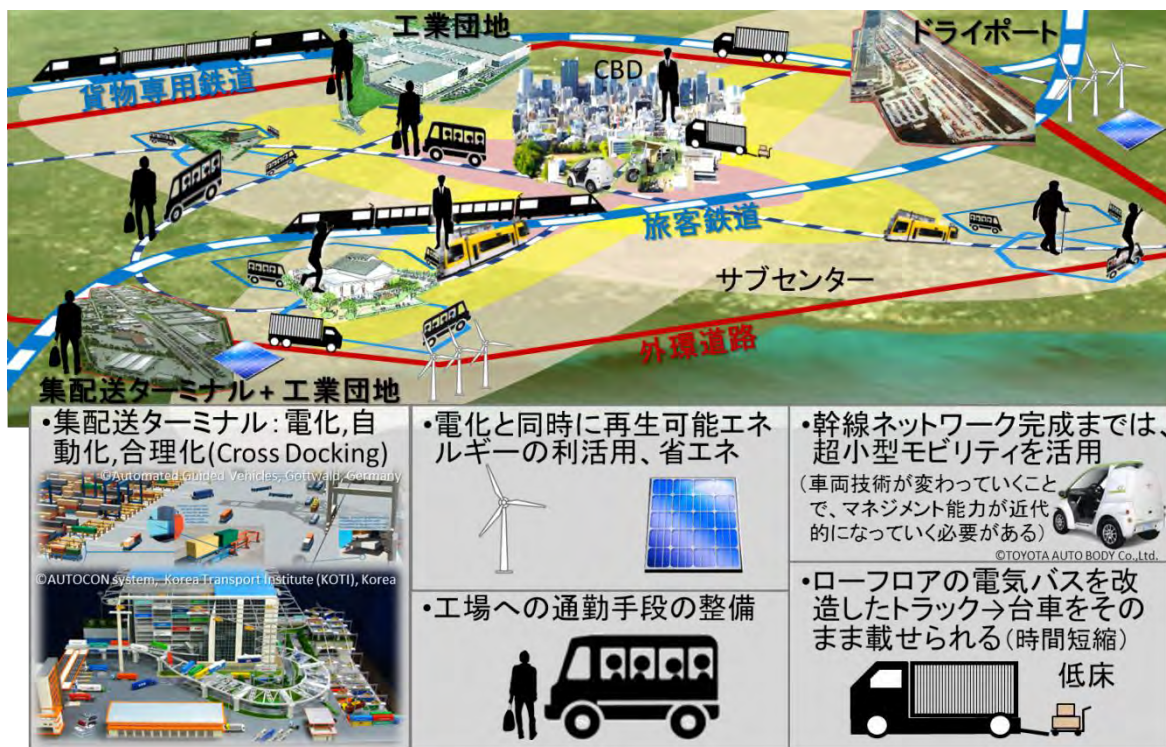 工業団地
ドライポート
CBD
貨物専用鉄道
旅客鉄道
サブセンター
外環道路
集配送ターミナル+工業団地
•集配送ターミナル：電化,自
動化,合理化(Cross Docking)
©Automated Guided Vehicles, Gottwald, Germany
©AUTOCON system, Korea Transport Institute (KOTI), Korea
•電化と同時に再生可能エネ
ルギーの利活用、省エネ
•工場への通勤手段の整備
•幹線ネットワーク完成までは、
超小型モビリティを活用
(車両技術が変わっていくこと
で、マネジメント能力が近代
的になっていく必要がある)
©TOYOTA AUTO BODY Co.,Ltd.
•ローフロアの電気バスを改
造したトラック→台車をその
まま載せられる(時間短縮)
低床